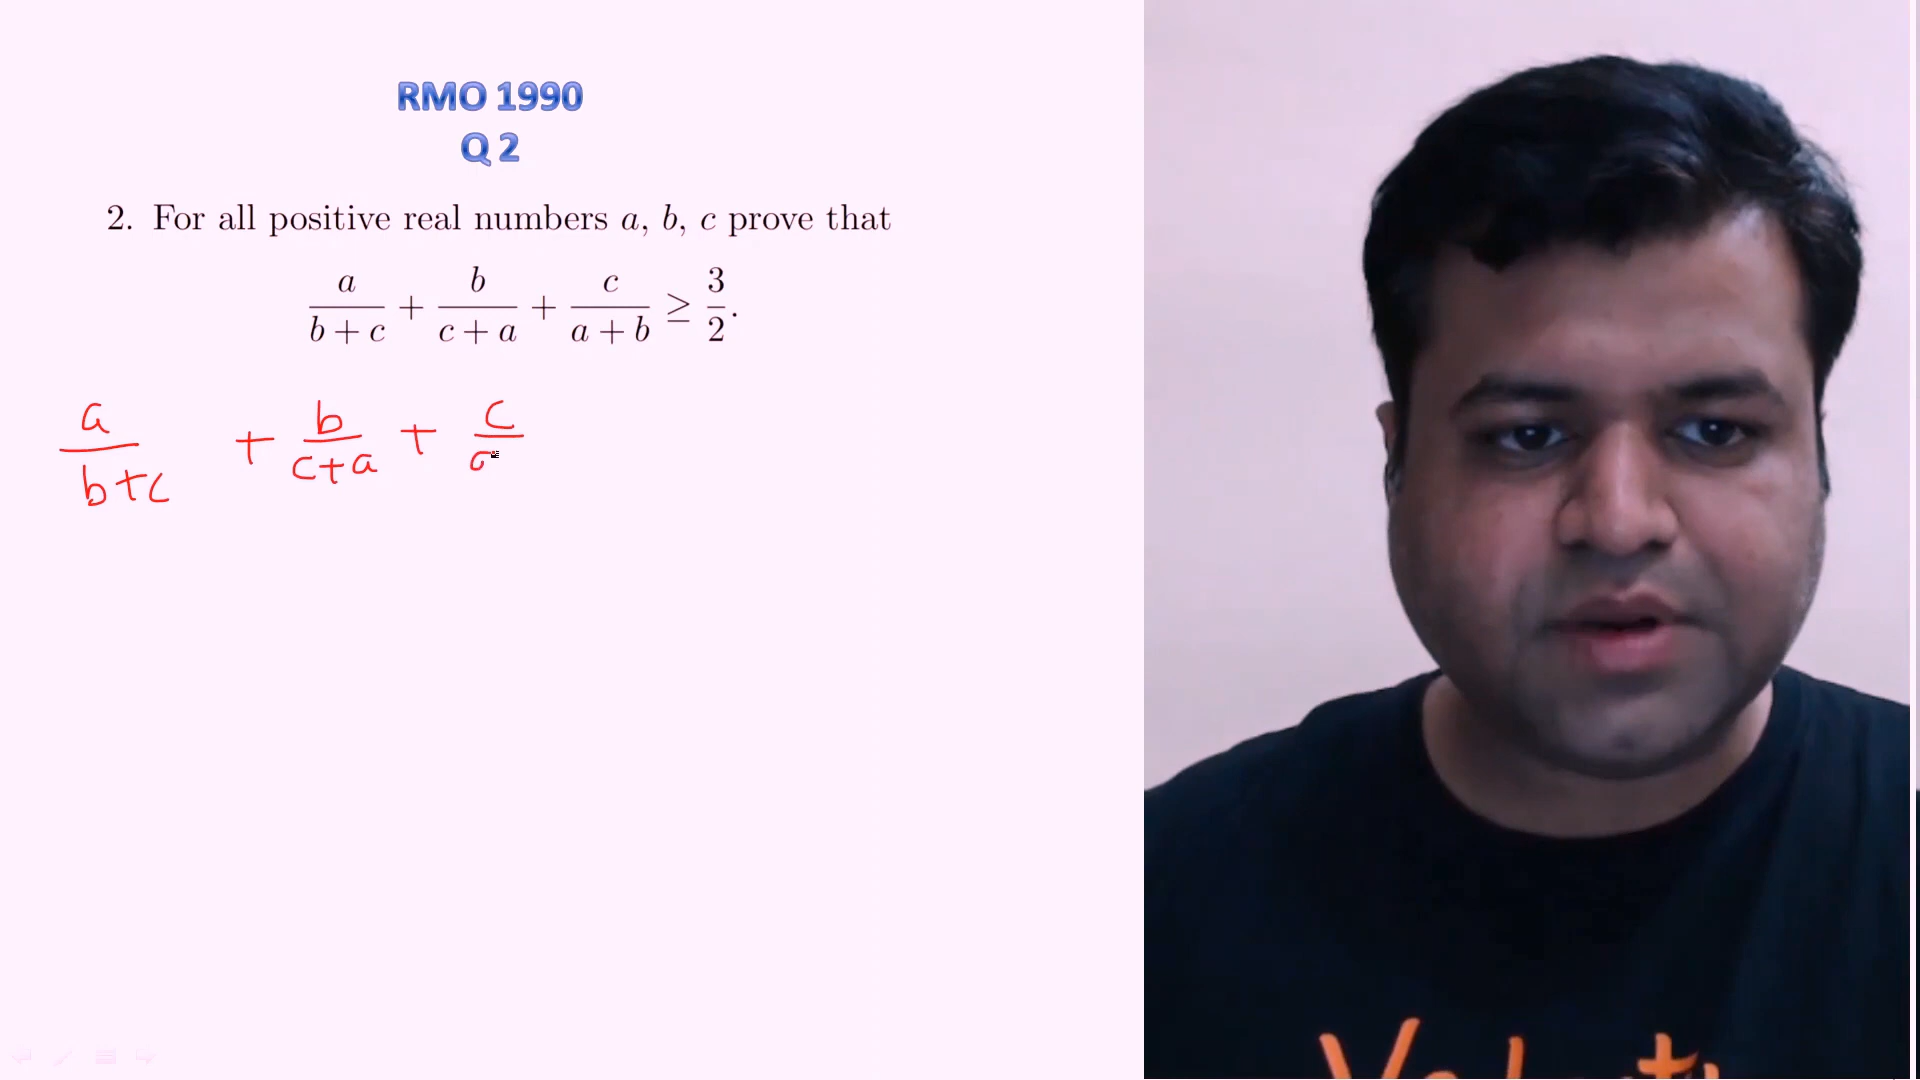 RMO 1990
Q 2
2. For all positive real numbers a, b, c prove that
a/(b + c) + b/(c + a) + c/(a + b) ≥ 3/2.
a/(b+c) + b/(c+a) + c/a